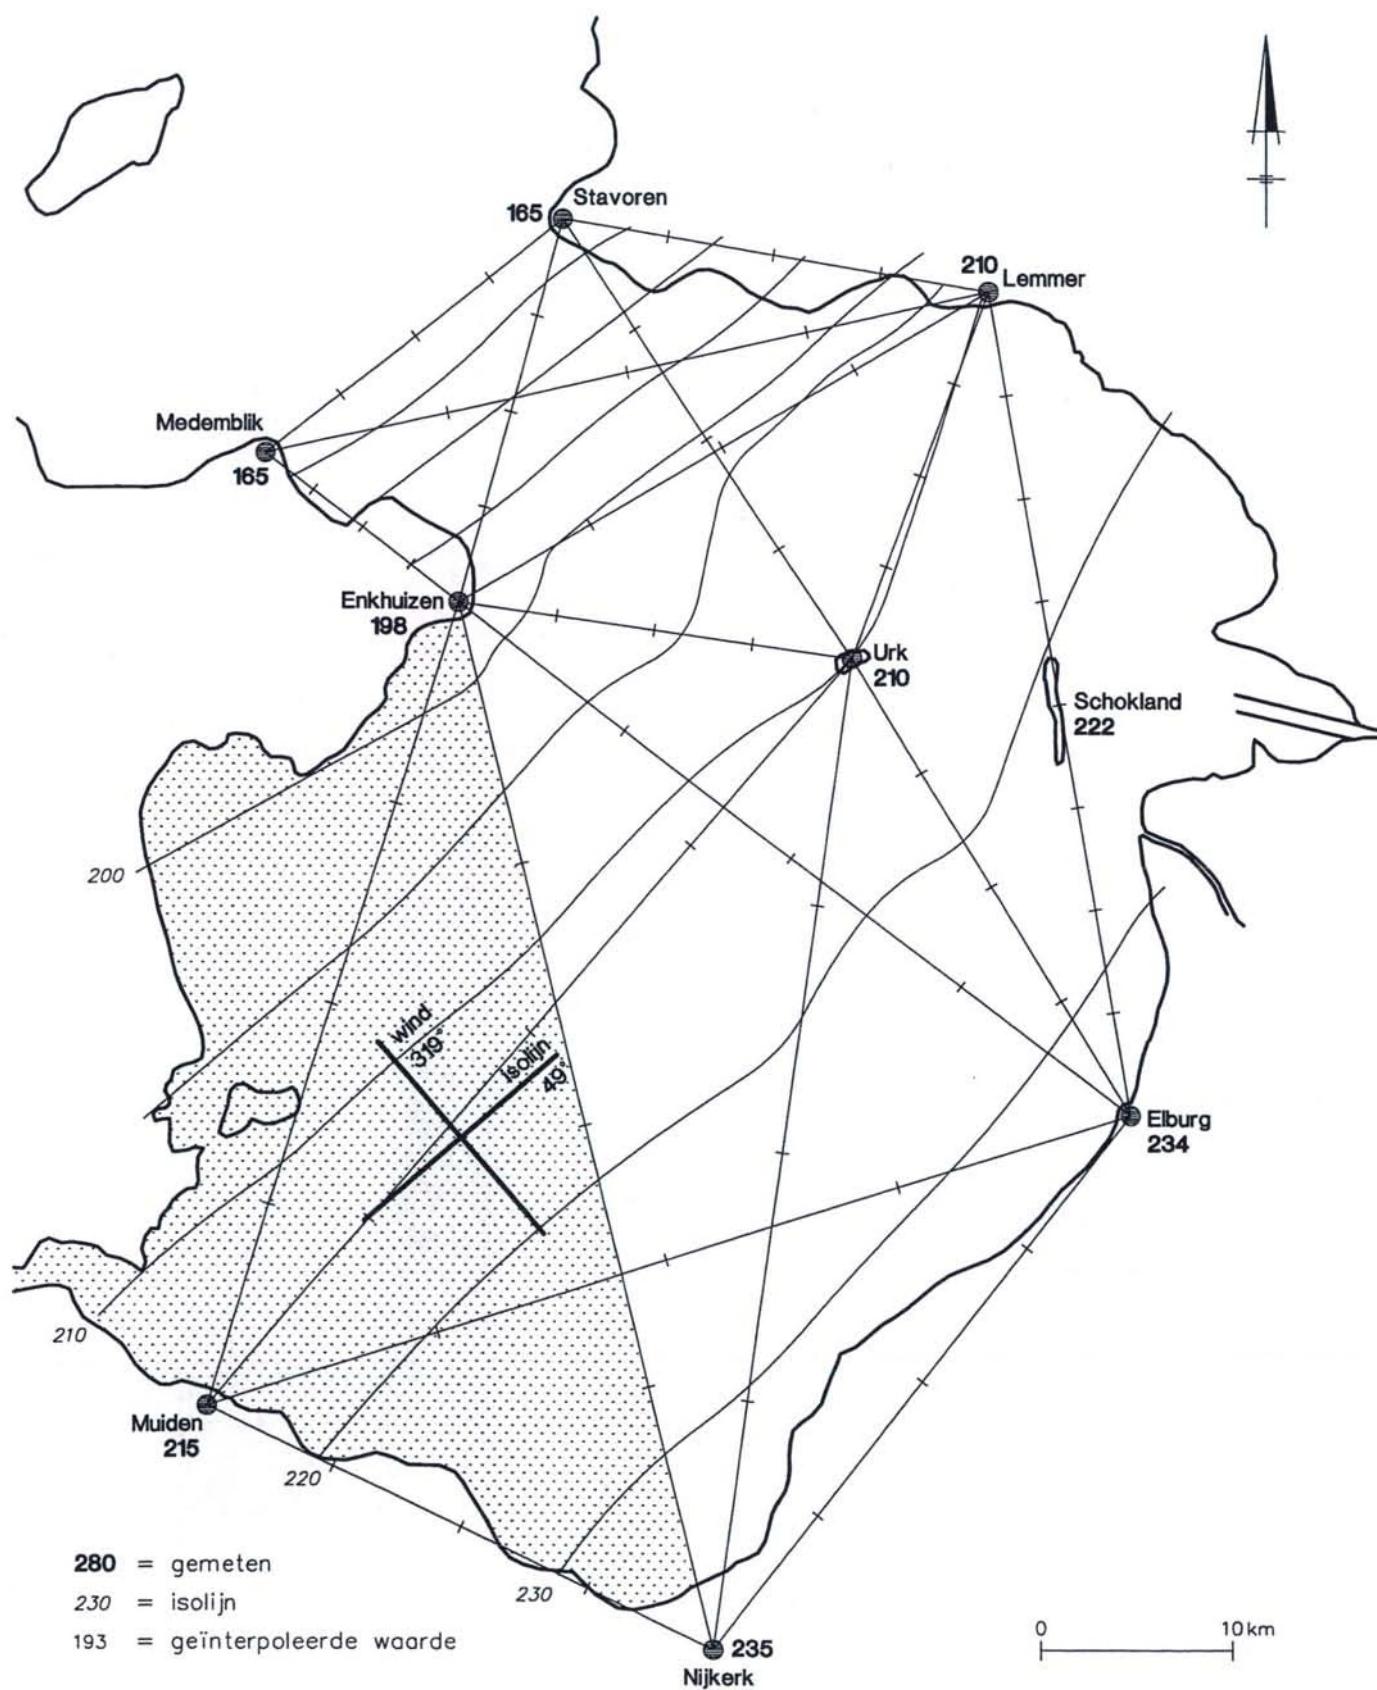 Stavoren
165
210
Lemmer
Medemblik
165
Enkhuizen
198
Urk
210
Schokland
222
200
wind
319°
isolijn
49°
Elburg
234
210
Muiden
215
220
230
280 = gemeten
230 = isolijn
193 = geïnterpoleerde waarde
235
Nijkerk
0 10 km